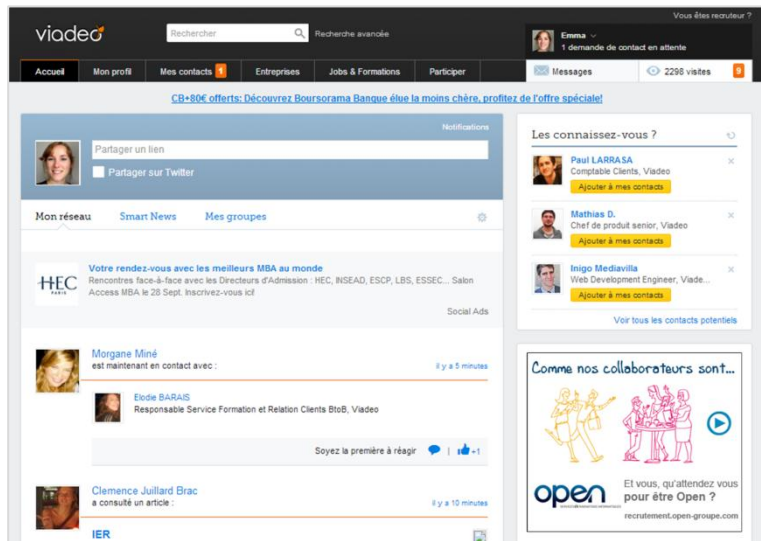 Vous êtes recruteur ?
viadeo
Rechercher
Recherche avancée
Emma
1 demande de contact en attente
Accueil
Mon profil
Mes contacts 1
Entreprises
Jobs & Formations
Participer
Messages
2298 visites
9
CB+80€ offerts: Découvrez Boursorama Banque élue la moins chère, profitez de l'offre spéciale!
Notifications
Partager un lien
Partager sur Twitter
Mon réseau
Smart News
Mes groupes
HEC
PARIS
Votre rendez-vous avec les meilleurs MBA au monde
Rencontres face-à-face avec les Directeurs d'Admission : HEC, INSEAD, ESCP, LBS, ESSEC... Salon
Access MBA le 28 Sept. Inscrivez-vous ici!
Social Ads
Morgane Miné
est maintenant en contact avec :
il y a 5 minutes
Elodie BARAIS
Responsable Service Formation et Relation Clients BtoB, Viadeo
Soyez la première à réagir
+1
Clemence Juillard Brac
a consulté un article :
il y a 10 minutes
IER
Les connaissez-vous ?
Paul LARRASA
Comptable Clients, Viadeo
Ajouter à mes contacts
Mathias D.
Chef de produit senior, Viadeo
Ajouter à mes contacts
Inigo Mediavilla
Web Development Engineer, Viade...
Ajouter à mes contacts
Voir tous les contacts potentiels
Comme nos collaborateurs sont...
open
Et vous, qu'attendez vous
pour être Open ?
recrutement.open-groupe.com